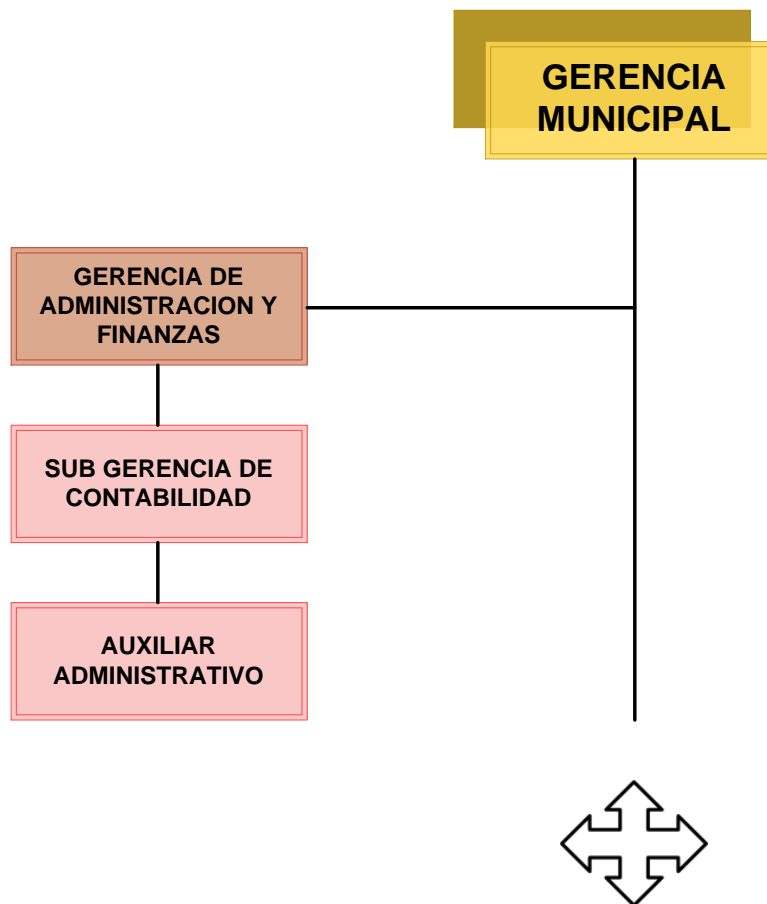 GERENCIA
MUNICIPAL
GERENCIA DE
ADMINISTRACION Y
FINANZAS
SUB GERENCIA DE
CONTABILIDAD
AUXILIAR
ADMINISTRATIVO